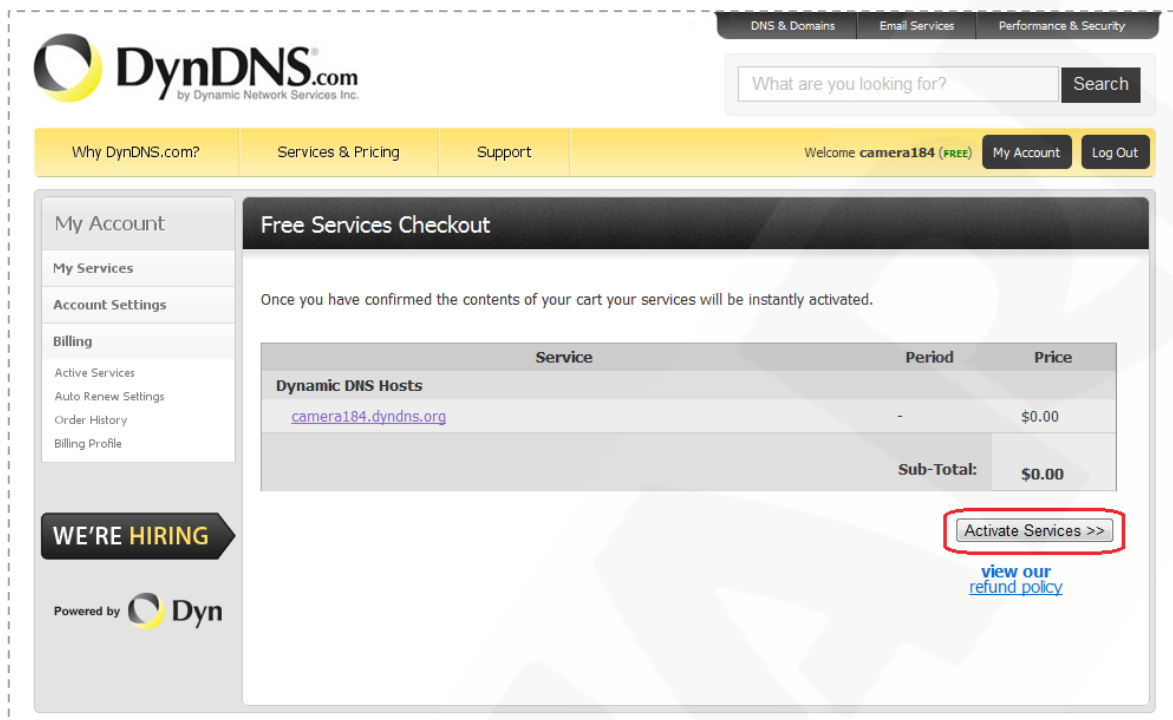 DNS & Domains Email Services Performance & Security
DynDNS.com
by Dynamic Network Services Inc.
What are you looking for? Search
Why DynDNS.com? Services & Pricing Support Welcome camera184 (FREE) My Account Log Out
My Account
My Services
Account Settings
Billing
Active Services
Auto Renew Settings
Order History
Billing Profile
WE'RE HIRING
Powered by Dyn
Free Services Checkout
Once you have confirmed the contents of your cart your services will be instantly activated.
Service Period Price
Dynamic DNS Hosts
camera184.dyndns.org - $0.00
Sub-Total: $0.00
Activate Services >>
view our
refund policy